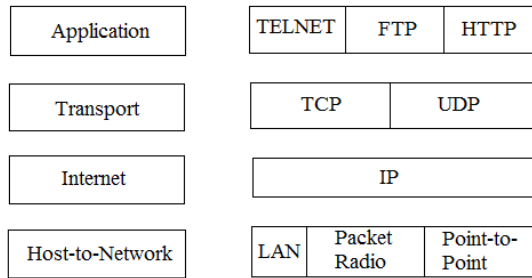 Application TELNET FTP HTTP
Transport TCP UDP
Internet IP
Host-to-Network LAN Packet Radio Point-to-Point